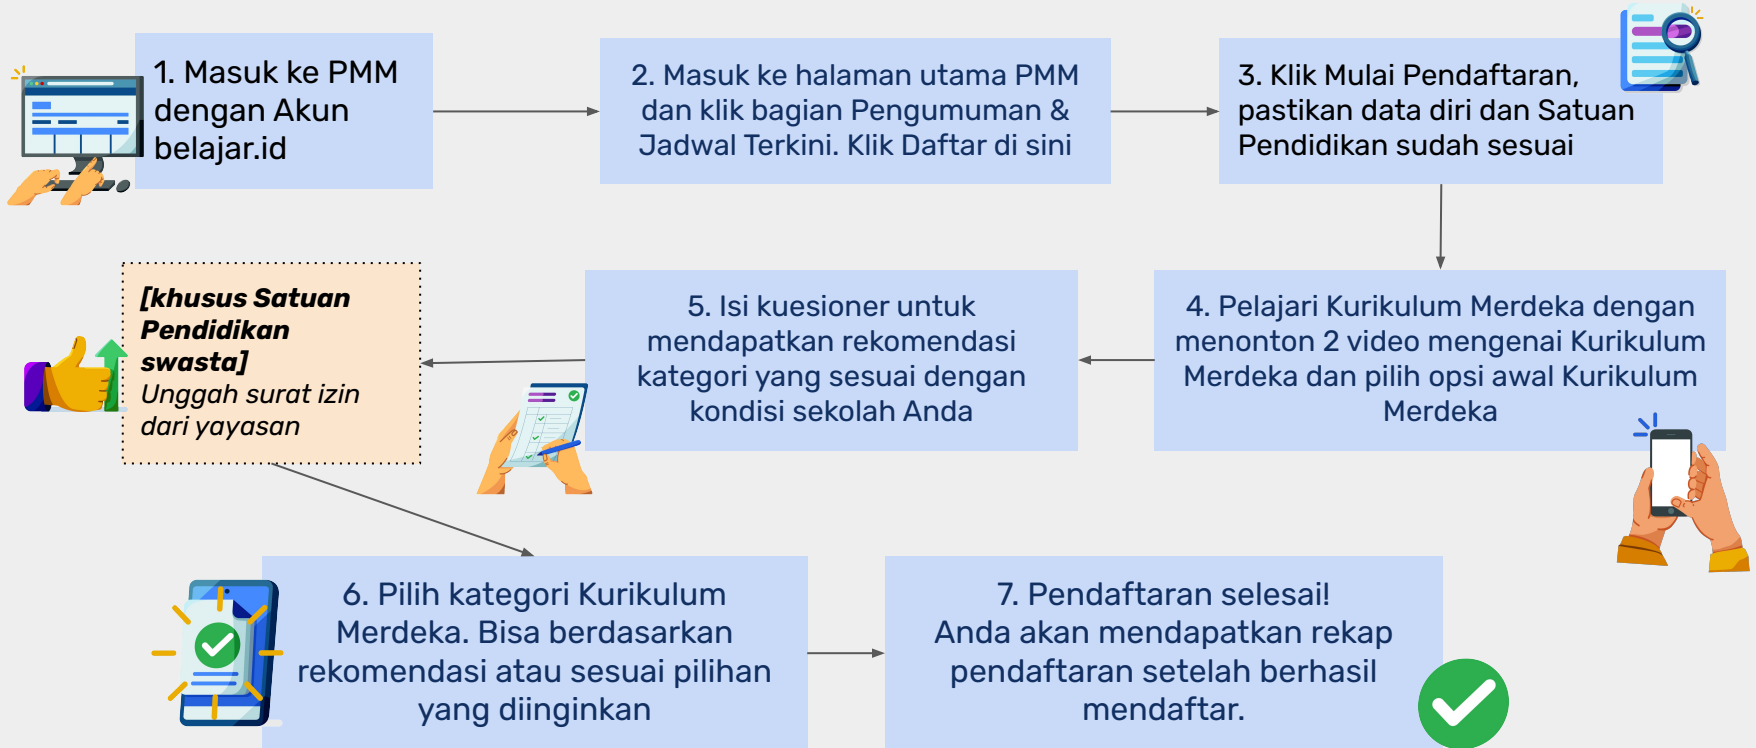 1. Masuk ke PMM
dengan Akun
belajar.id
2. Masuk ke halaman utama PMM
dan klik bagian Pengumuman &
Jadwal Terkini. Klik Daftar di sini
3. Klik Mulai Pendaftaran,
pastikan data diri dan Satuan
Pendidikan sudah sesuai
4. Pelajari Kurikulum Merdeka dengan
menonton 2 video mengenai Kurikulum
Merdeka dan pilih opsi awal Kurikulum
Merdeka
5. Isi kuesioner untuk
mendapatkan rekomendasi
kategori yang sesuai dengan
kondisi sekolah Anda
[khusus Satuan
Pendidikan
swasta]
Unggah surat izin
dari yayasan
6. Pilih kategori Kurikulum
Merdeka. Bisa berdasarkan
rekomendasi atau sesuai pilihan
yang diinginkan
7. Pendaftaran selesai!
Anda akan mendapatkan rekap
pendaftaran setelah berhasil
mendaftar.